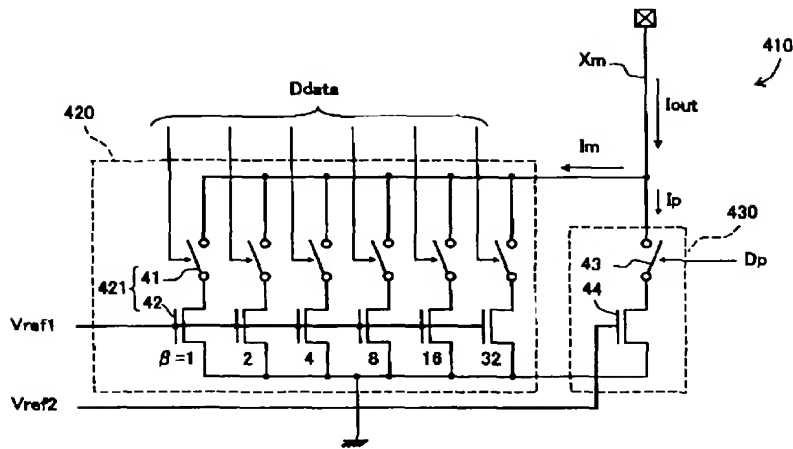 410
Xm
Ddata
Iout
420
Im
Ip
430
41
43
Dp
421
42
44
Vref1
β=1 2 4 8 16 32
Vref2